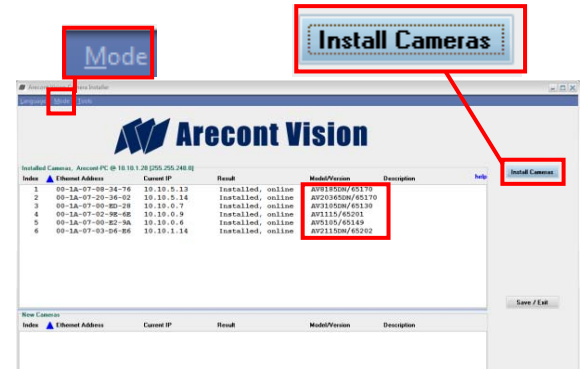 Mode
Install Cameras
Arecont Vision Camera Installer
Language Mode Tools
Arecont Vision
Installed Cameras, Arecont-PC @ 10.10.1.28 [255.255.248.0]
Index Ethernet Address Current IP Result Model/Version Description help
Install Cameras
1 00-1A-07-08-34-76 10.10.5.13 Installed, online AV8185DN/65170
2 00-1A-07-20-36-02 10.10.5.14 Installed, online AV20365DN/65170
3 00-1A-07-00-ED-28 10.10.0.7 Installed, online AV3105DN/65130
4 00-1A-07-02-9E-6E 10.10.0.9 Installed, online AV1115/65201
5 00-1A-07-00-E2-9A 10.10.0.6 Installed, online AV5105/65149
6 00-1A-07-03-D6-E6 10.10.1.14 Installed, online AV2115DN/65202
Save / Exit
New Cameras
Index Ethernet Address Current IP Result Model/Version Description